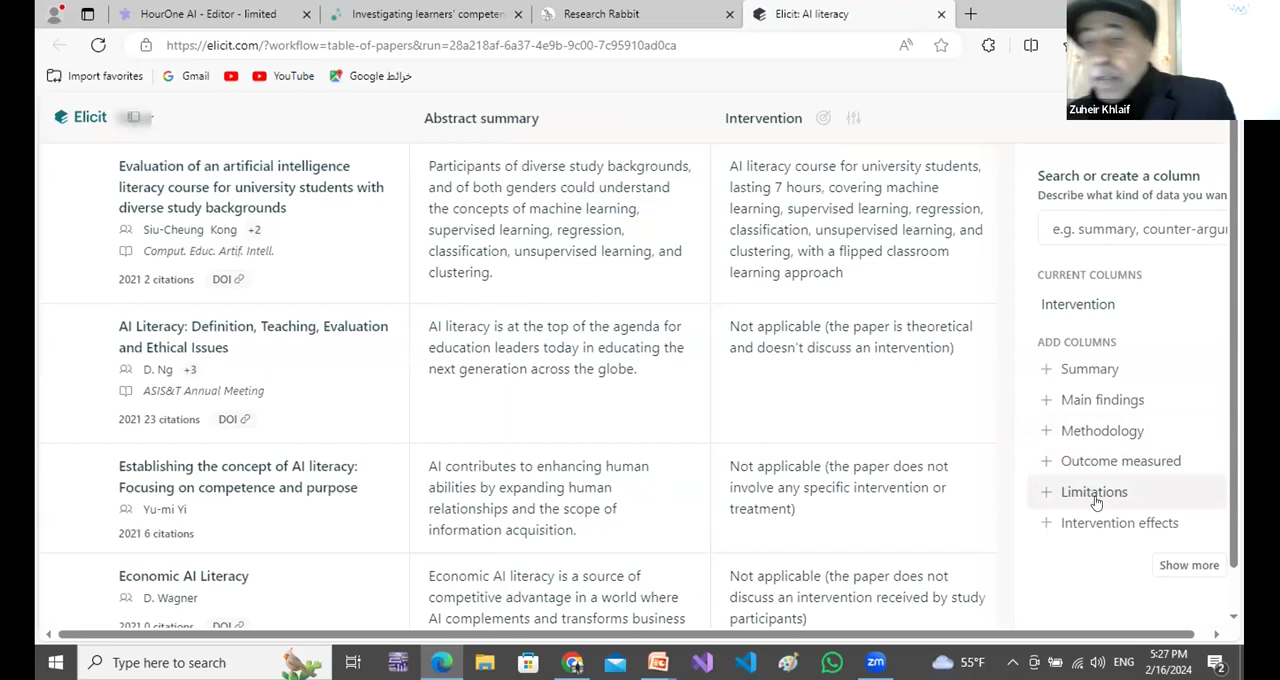 HourOne AI - Editor - limited
Investigating learners' competen
Research Rabbit
Elicit: AI literacy
https://elicit.com/?workflow=table-of-papers&run=28a218af-6a37-4e9b-9c00-7c95910ad0ca
Import favorites
Gmail
YouTube
خرائط Google
Zuheir Khlaif
Elicit
Abstract summary
Intervention
Evaluation of an artificial intelligence
literacy course for university students with
diverse study backgrounds
Siu-Cheung Kong +2
Comput. Educ. Artif. Intell.
2021 2 citations DOI
Participants of diverse study backgrounds,
and of both genders could understand
the concepts of machine learning,
supervised learning, regression,
classification, unsupervised learning, and
clustering.
AI literacy course for university students,
lasting 7 hours, covering machine
learning, supervised learning, regression,
classification, unsupervised learning, and
clustering, with a flipped classroom
learning approach
AI Literacy: Definition, Teaching, Evaluation
and Ethical Issues
D. Ng +3
ASIS&T Annual Meeting
2021 23 citations DOI
AI literacy is at the top of the agenda for
education leaders today in educating the
next generation across the globe.
Not applicable (the paper is theoretical
and doesn't discuss an intervention)
Establishing the concept of AI literacy:
Focusing on competence and purpose
Yu-mi Yi
2021 6 citations
AI contributes to enhancing human
abilities by expanding human
relationships and the scope of
information acquisition.
Not applicable (the paper does not
involve any specific intervention or
treatment)
Economic AI Literacy
D. Wagner
2021 0 citations DOI
Economic AI literacy is a source of
competitive advantage in a world where
AI complements and transforms business
Not applicable (the paper does not
discuss an intervention received by study
participants)
Search or create a column
Describe what kind of data you wan
e.g. summary, counter-argu
CURRENT COLUMNS
Intervention
ADD COLUMNS
+ Summary
+ Main findings
+ Methodology
+ Outcome measured
+ Limitations
+ Intervention effects
Show more
Type here to search
zm
55°F
ENG
5:27 PM
2/16/2024
2